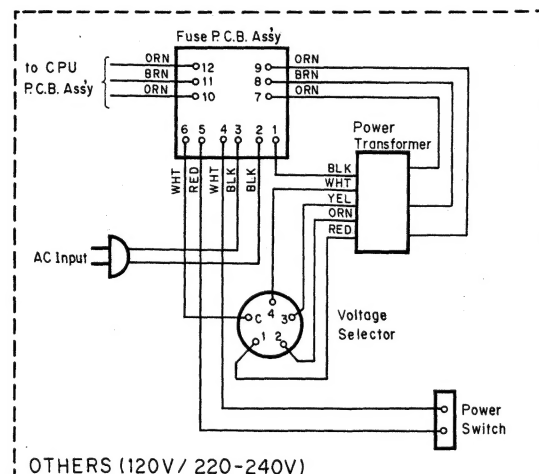 Fuse P.C.B. Ass'y
to CPU
P.C.B. Ass'y
ORN 12 9 ORN
BRN 11 8 BRN
ORN 10 7 ORN
6 5 4 3 2 1
WHT RED WHT BLK BLK
Power
Transformer
BLK
WHT
YEL
ORN
RED
AC Input
C 4 3
1 2
Voltage
Selector
Power
Switch
OTHERS (120V/ 220-240V)